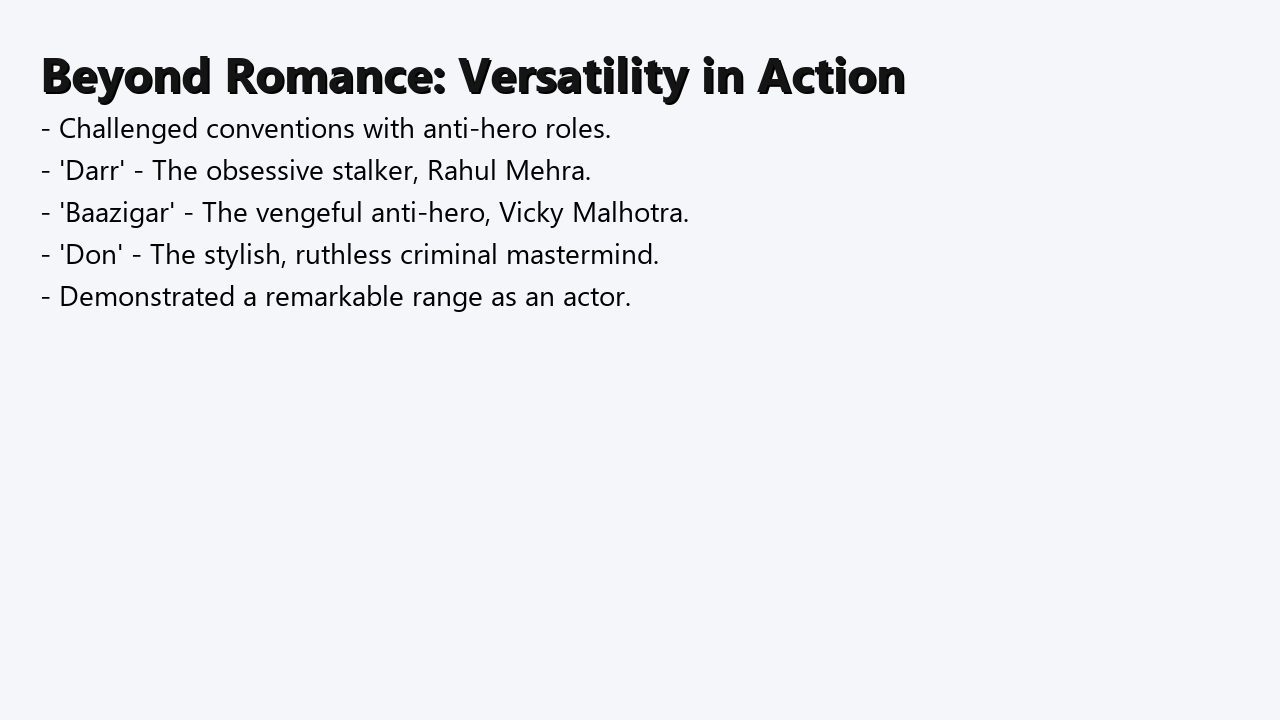 Beyond Romance: Versatility in Action
- Challenged conventions with anti-hero roles.
- 'Darr' - The obsessive stalker, Rahul Mehra.
- 'Baazigar' - The vengeful anti-hero, Vicky Malhotra.
- 'Don' - The stylish, ruthless criminal mastermind.
- Demonstrated a remarkable range as an actor.